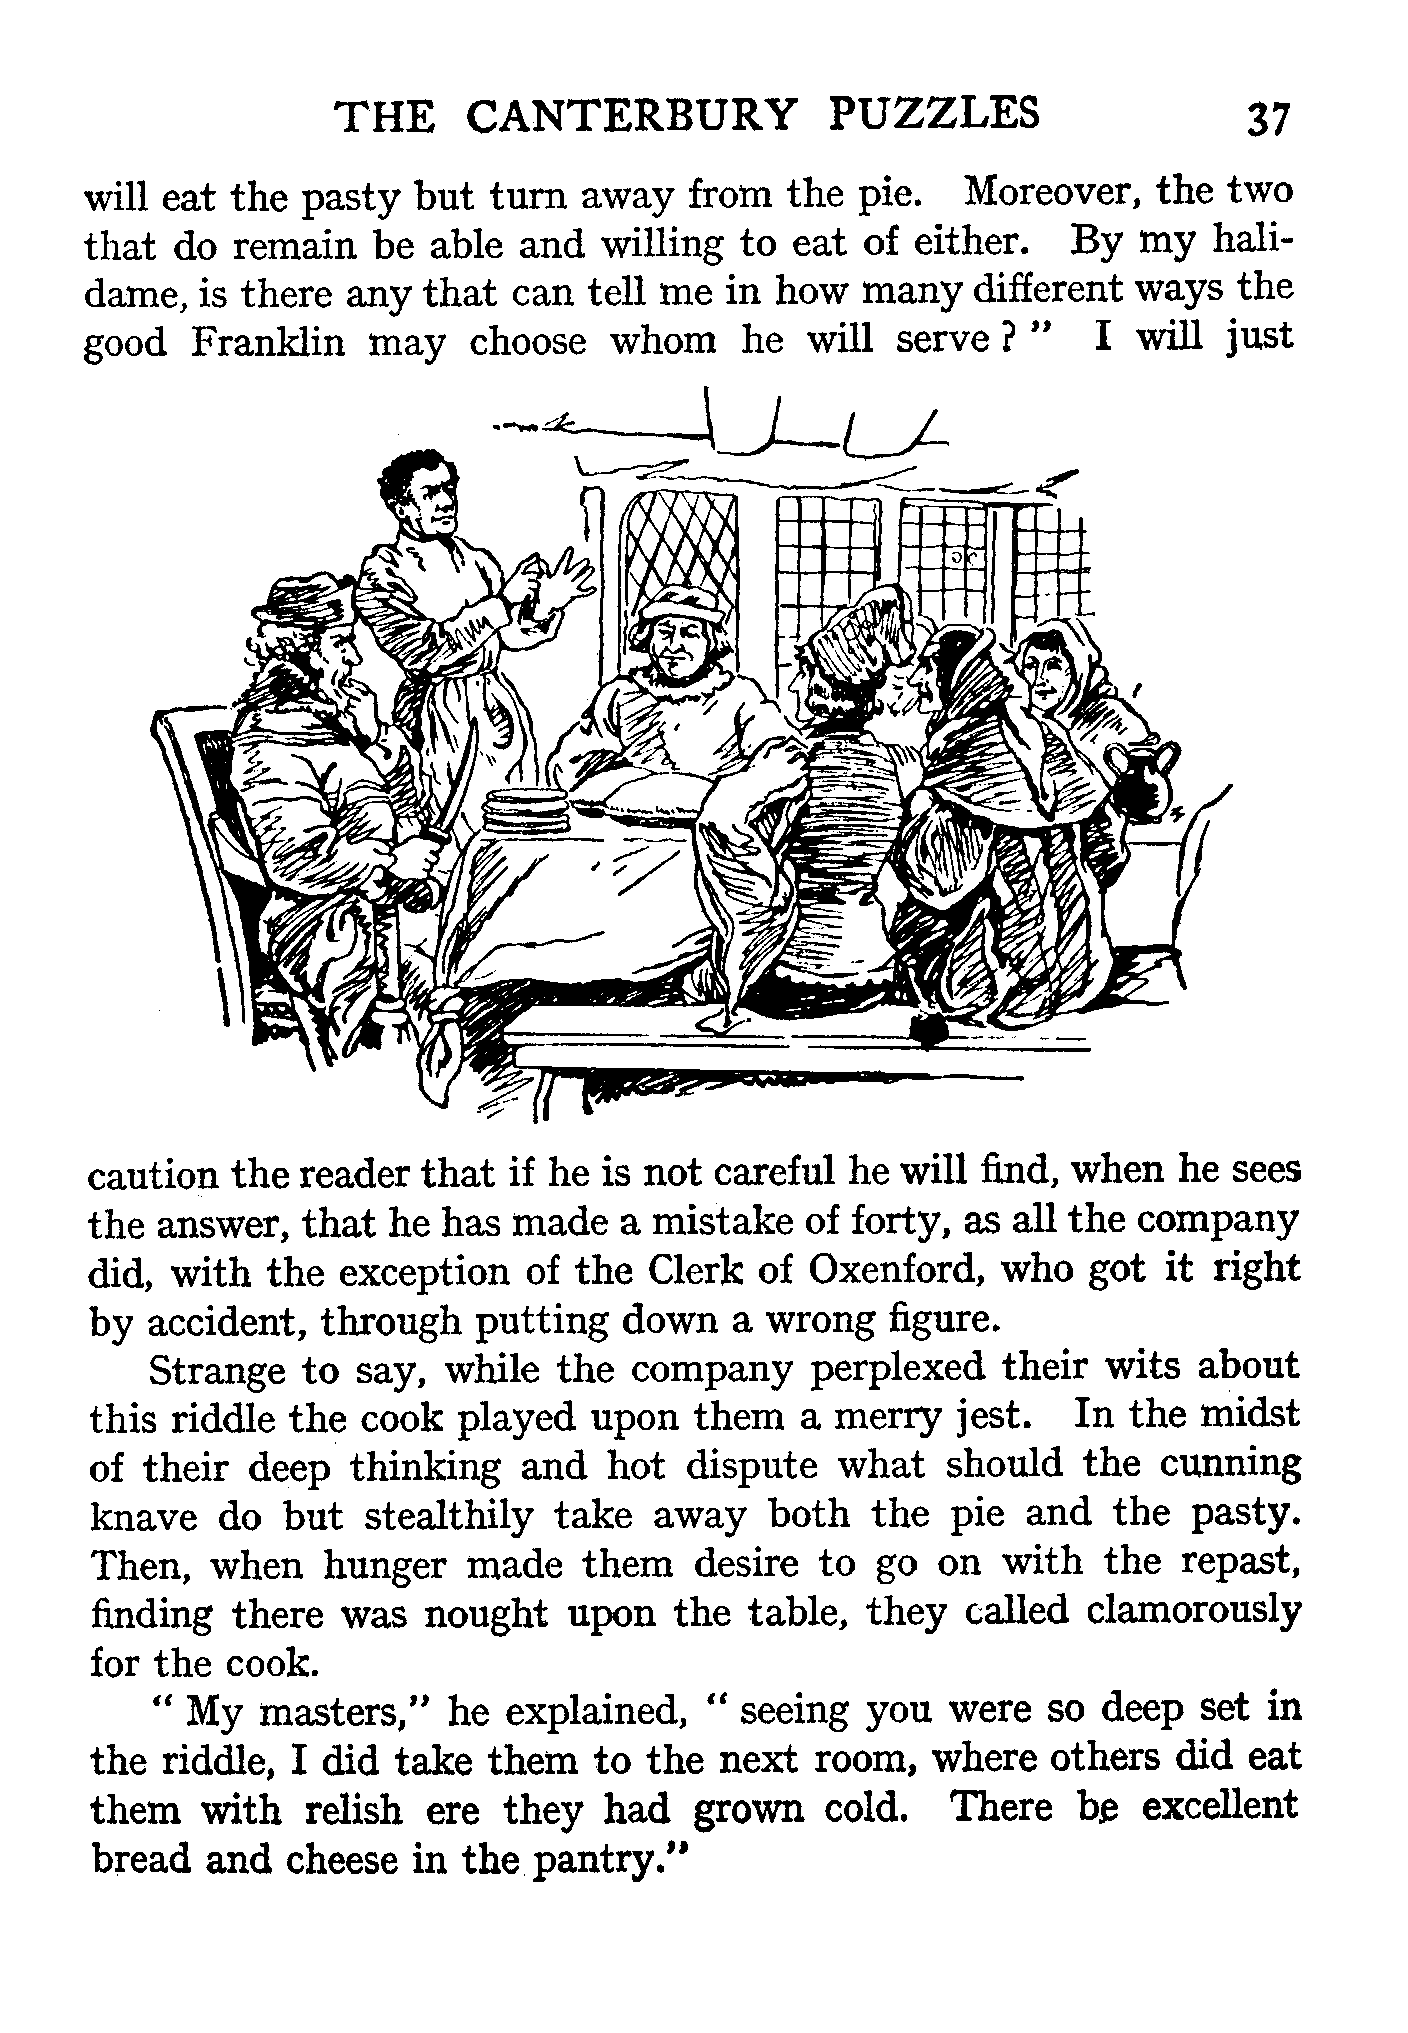 THE CANTERBURY PUZZLES 37
will eat the pasty but turn away from the pie. Moreover, the two
that do remain be able and willing to eat of either. By my hali-
dame, is there any that can tell me in how many different ways the
good Franklin may choose whom he will serve ? " I will just
caution the reader that if he is not careful he will find, when he sees
the answer, that he has made a mistake of forty, as all the company
did, with the exception of the Clerk of Oxenford, who got it right
by accident, through putting down a wrong figure.
Strange to say, while the company perplexed their wits about
this riddle the cook played upon them a merry jest. In the midst
of their deep thinking and hot dispute what should the cunning
knave do but stealthily take away both the pie and the pasty.
Then, when hunger made them desire to go on with the repast,
finding there was nought upon the table, they called clamorously
for the cook.
" My masters," he explained, " seeing you were so deep set in
the riddle, I did take them to the next room, where others did eat
them with relish ere they had grown cold. There be excellent
bread and cheese in the pantry."